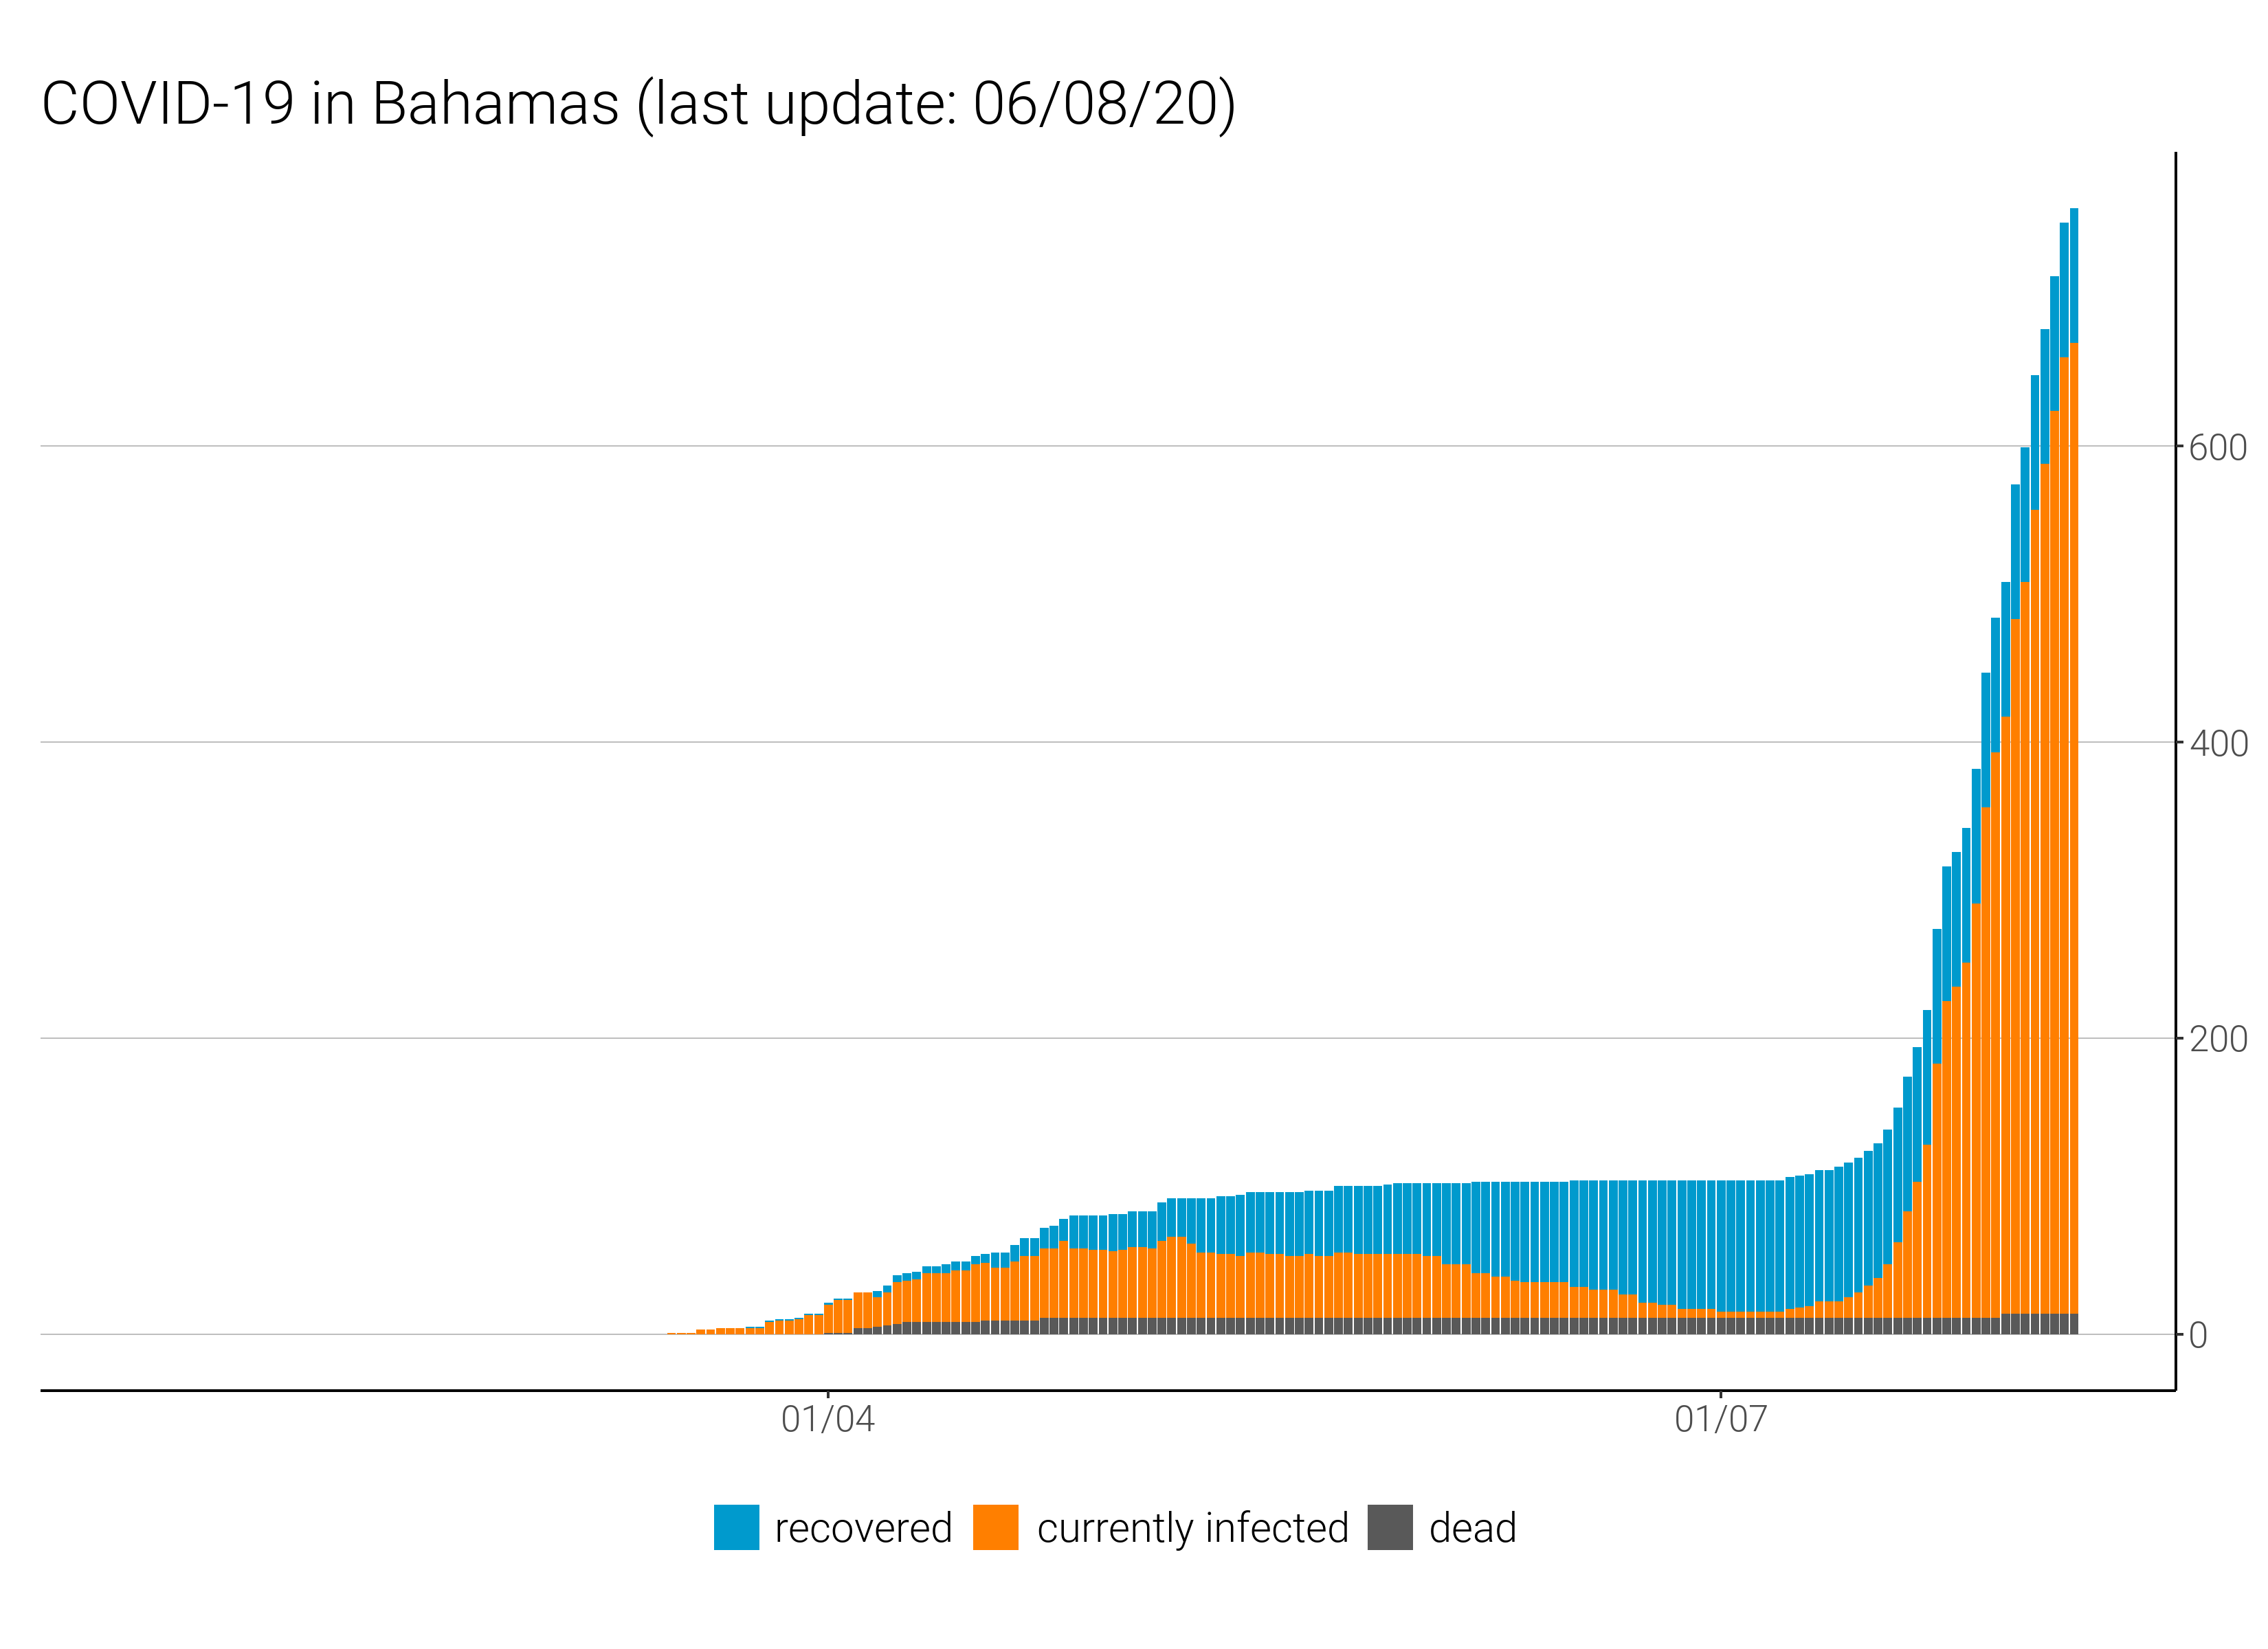 COVID-19 in Bahamas (last update: 06/08/20)
600
400
200
0
01/04 01/07
recovered currently infected dead